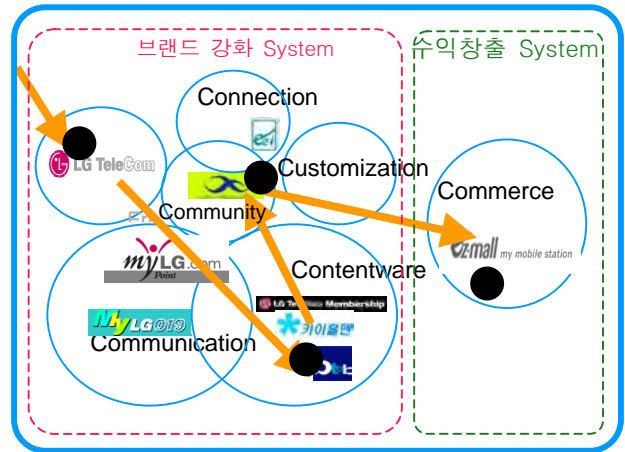 브랜드 강화 System
수익창출 System
Connection
ez-i
LG TeleCom
Customization
Commerce
Community
ez-mall my mobile station
myLG.com
Point
Contentware
LG TeleCom Membership
카이홀맨
MyLG019
Communication